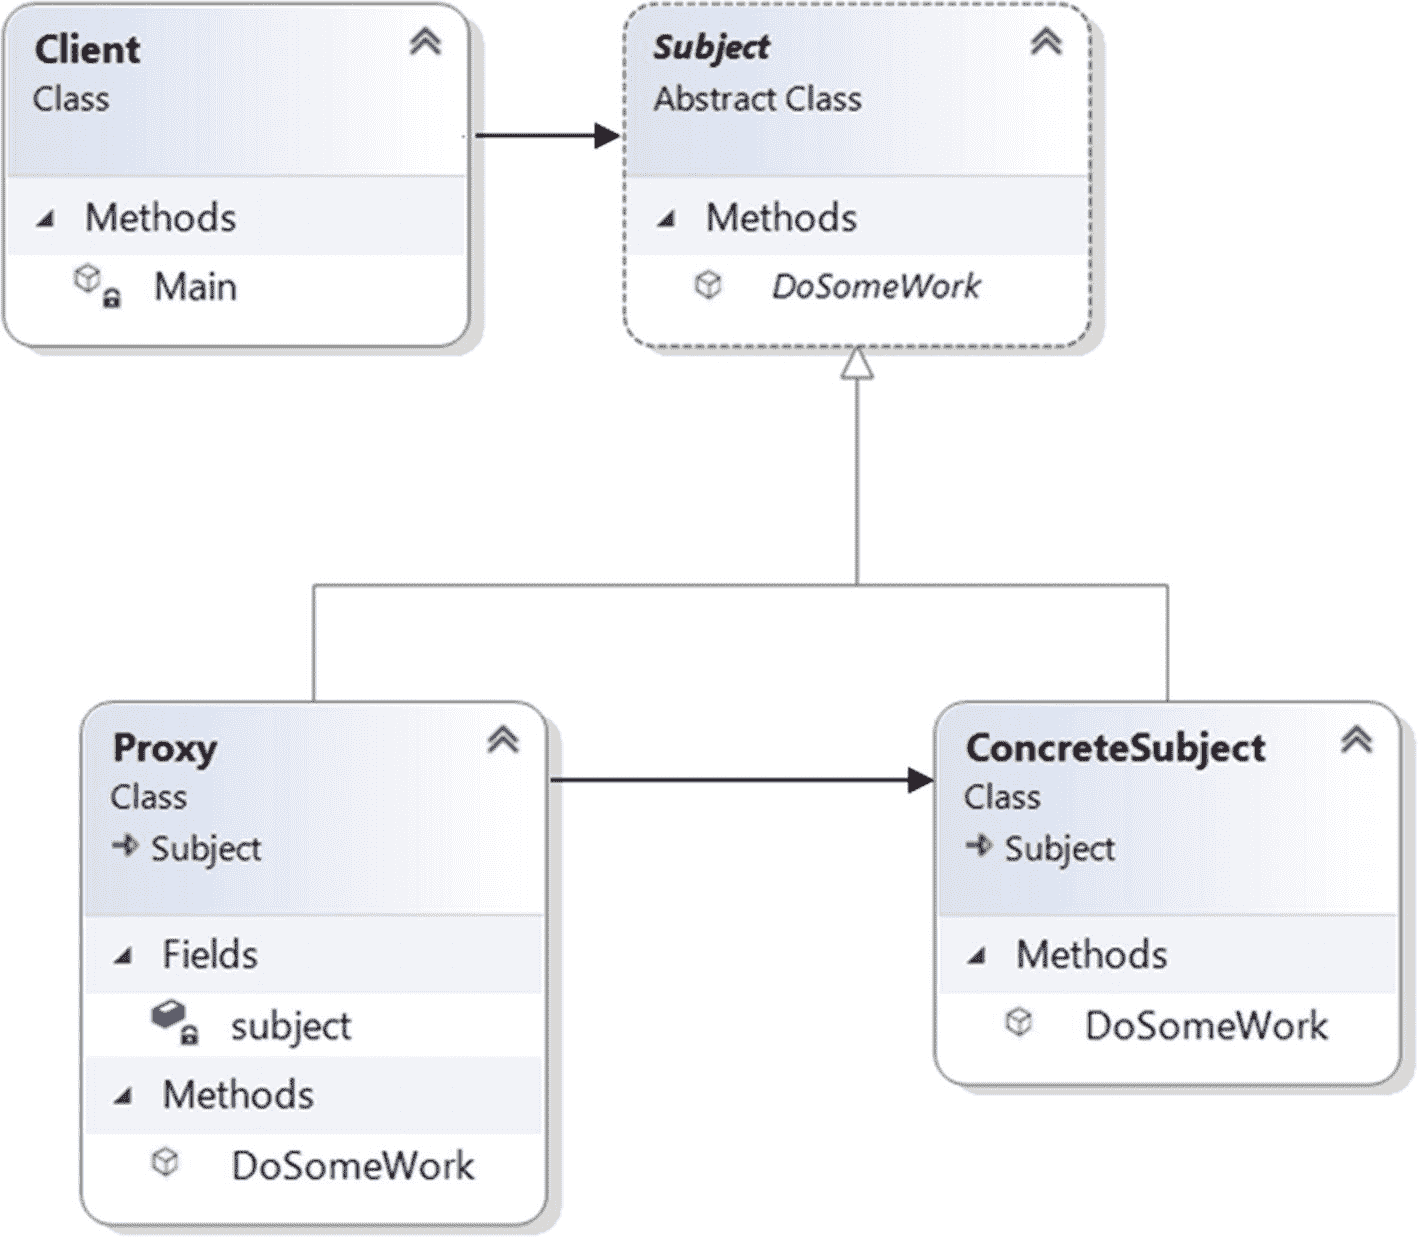 Client
Class
Methods
Main
Subject
Abstract Class
Methods
DoSomeWork
Proxy
Class
Subject
Fields
subject
Methods
DoSomeWork
ConcreteSubject
Class
Subject
Methods
DoSomeWork